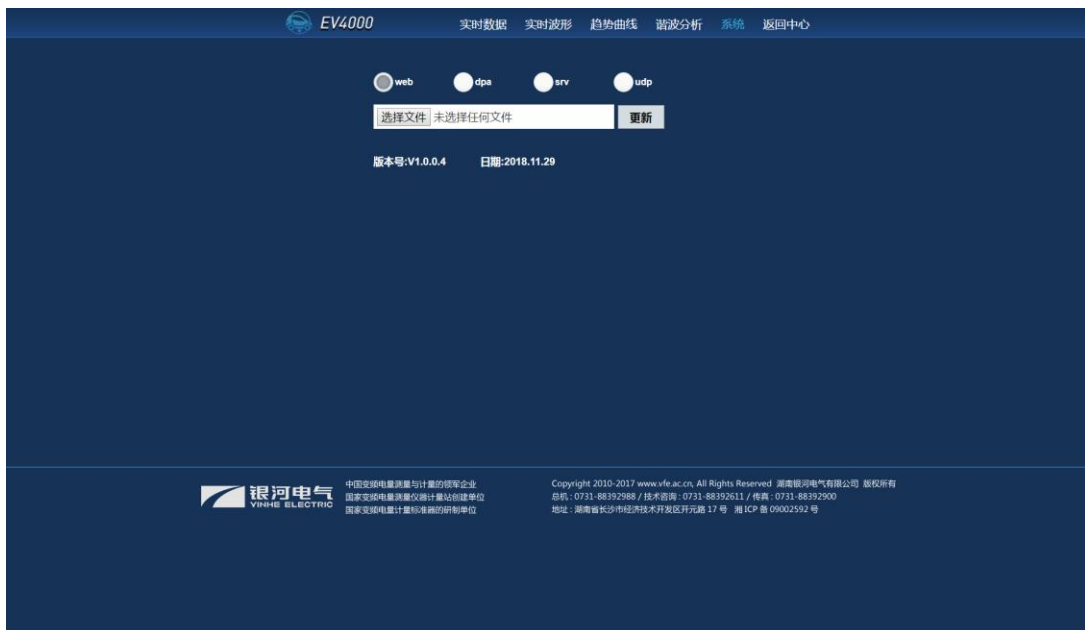 EV4000 实时数据 实时波形 趋势曲线 谐波分析 系统 返回中心
web dpa srv udp
选择文件 未选择任何文件 更新
版本号:V1.0.0.4 日期:2018.11.29
银河电气
YINHE ELECTRIC
中国变频电量测量与计量的领军企业
国家变频电量测量仪器计量站创建单位
国家变频电量计量标准器的研制单位
Copyright 2010-2017 www.vfe.ac.cn, All Rights Reserved 湖南银河电气有限公司 版权所有
总机 : 0731-88392988 / 技术咨询 : 0731-88392611 / 传真 : 0731-88392900
地址 : 湖南省长沙市经济技术开发区开元路 17 号 湘 ICP 备 09002592 号